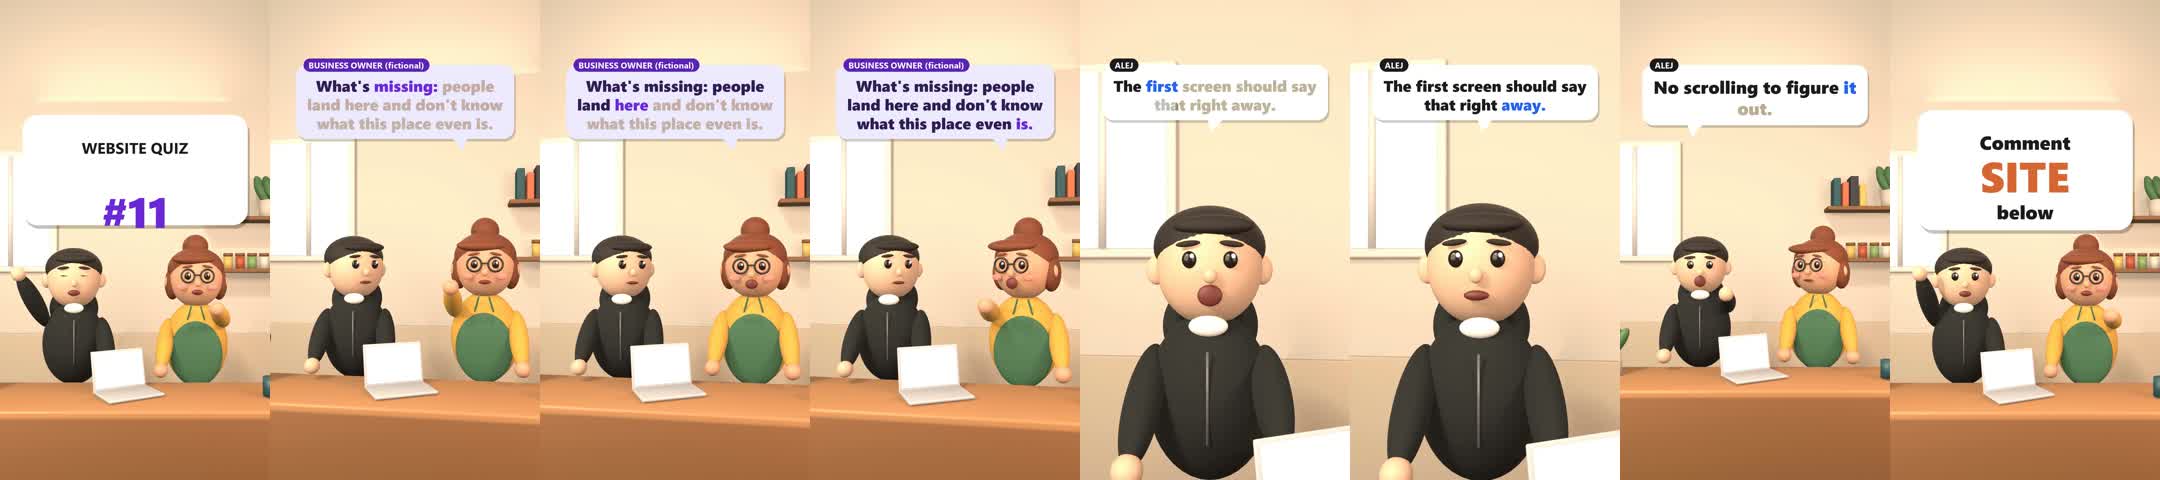 WEBSITE QUIZ
#11
BUSINESS OWNER (fictional)
What's missing: people
land here and don't know
what this place even is.
BUSINESS OWNER (fictional)
What's missing: people
land here and don't know
what this place even is.
BUSINESS OWNER (fictional)
What's missing: people
land here and don't know
what this place even is.
ALEJ
The first screen should say
that right away.
ALEJ
The first screen should say
that right away.
ALEJ
No scrolling to figure it
out.
Comment
SITE
below